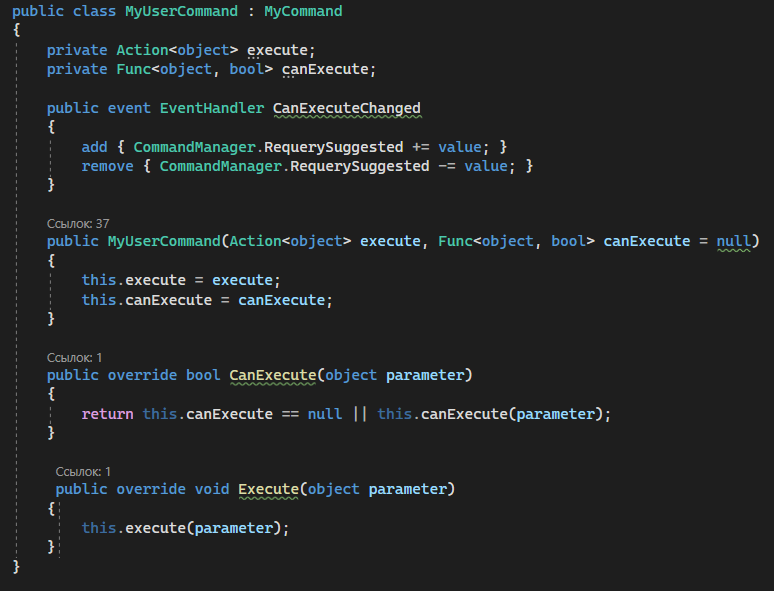 public class MyUserCommand : MyCommand
{
private Action<object> execute;
private Func<object, bool> canExecute;
public event EventHandler CanExecuteChanged
{
add { CommandManager.RequerySuggested += value; }
remove { CommandManager.RequerySuggested -= value; }
}
Ссылок: 37
public MyUserCommand(Action<object> execute, Func<object, bool> canExecute = null)
{
this.execute = execute;
this.canExecute = canExecute;
}
Ссылок: 1
public override bool CanExecute(object parameter)
{
return this.canExecute == null || this.canExecute(parameter);
}
Ссылок: 1
public override void Execute(object parameter)
{
this.execute(parameter);
}
}